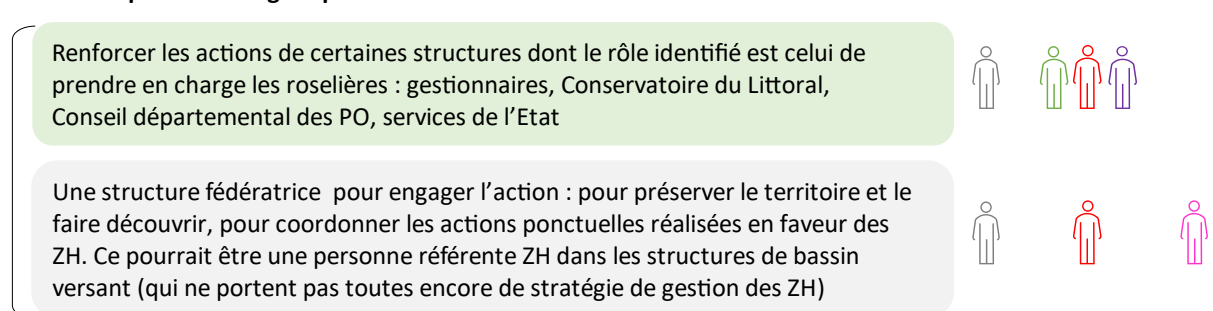 Renforcer les actions de certaines structures dont le rôle identifié est celui de
prendre en charge les roselières : gestionnaires, Conservatoire du Littoral,
Conseil départemental des PO, services de l’Etat
Une structure fédératrice  pour engager l’action : pour préserver le territoire et le
faire découvrir, pour coordonner les actions ponctuelles réalisées en faveur des
ZH. Ce pourrait être une personne référente ZH dans les structures de bassin
versant (qui ne portent pas toutes encore de stratégie de gestion des ZH)